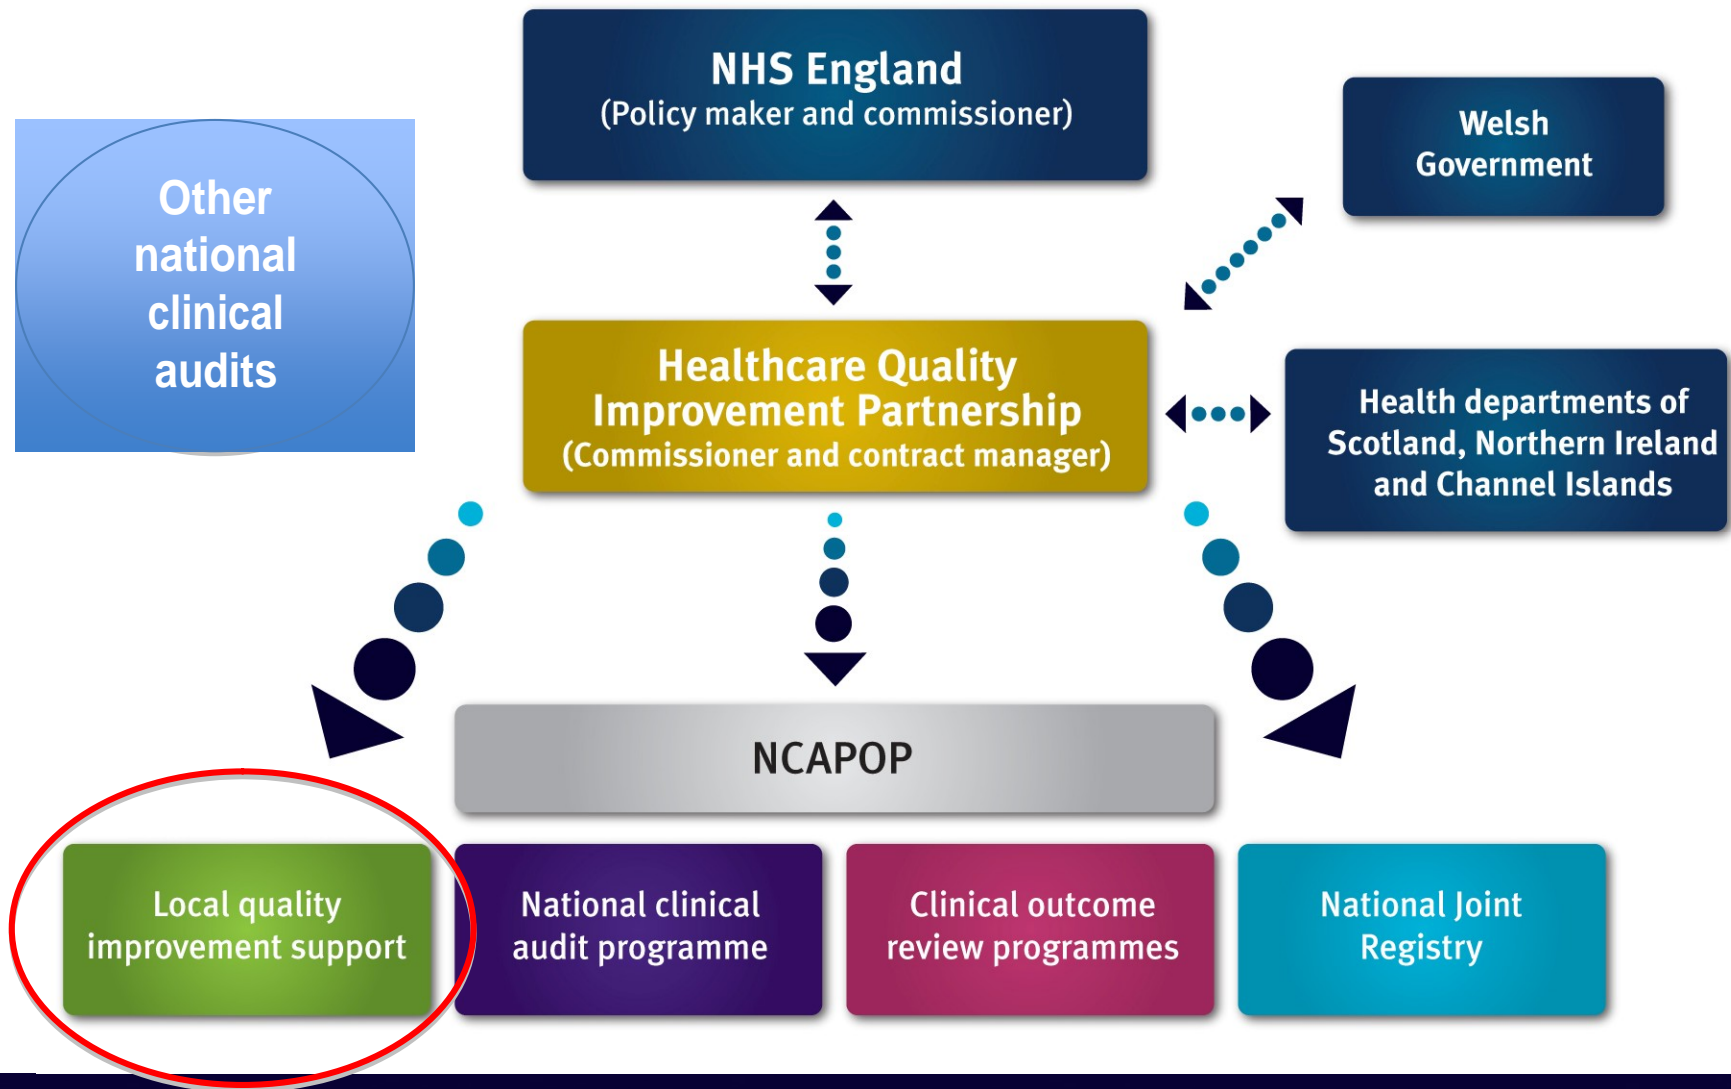 NHS England
(Policy maker and commissioner)
Welsh
Government
Other
national
clinical
audits
Healthcare Quality
Improvement Partnership
(Commissioner and contract manager)
Health departments of
Scotland, Northern Ireland
and Channel Islands
NCAPOP
Local quality
improvement support
National clinical
audit programme
Clinical outcome
review programmes
National Joint
Registry